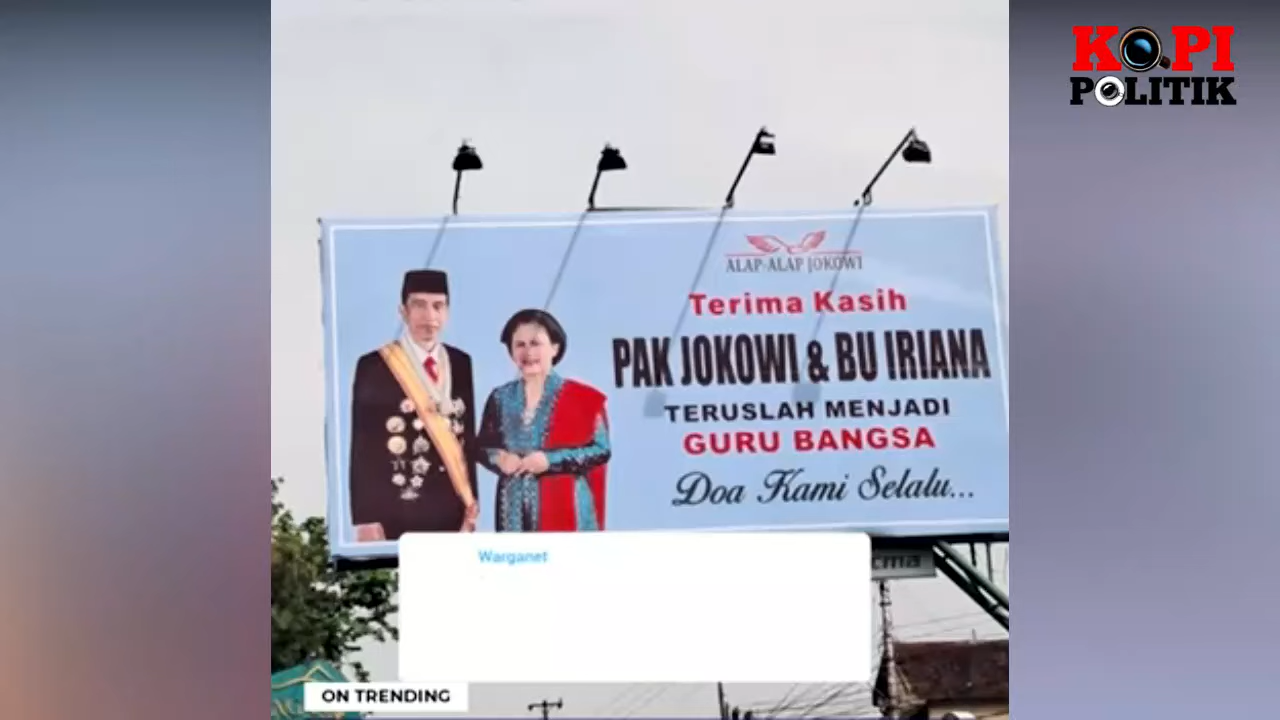 KOPI
POLITIK
ALAP-ALAP JOKOWI
Terima Kasih
PAK JOKOWI & BU IRIANA
TERUSLAH MENJADI
GURU BANGSA
Doa Kami Selalu...
Warganet
cma
ON TRENDING